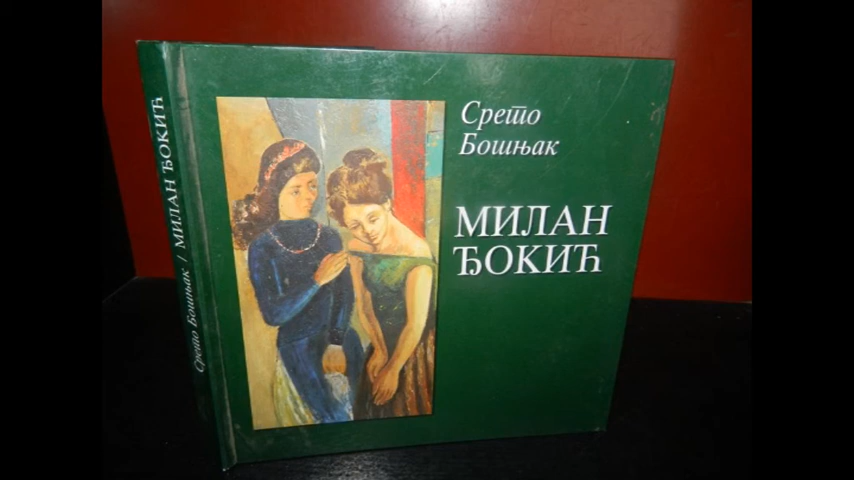 Срето
Бошњак
МИЛАН
ЂОКИЋ
Срето Бошњак / МИЛАН ЂОКИЋ